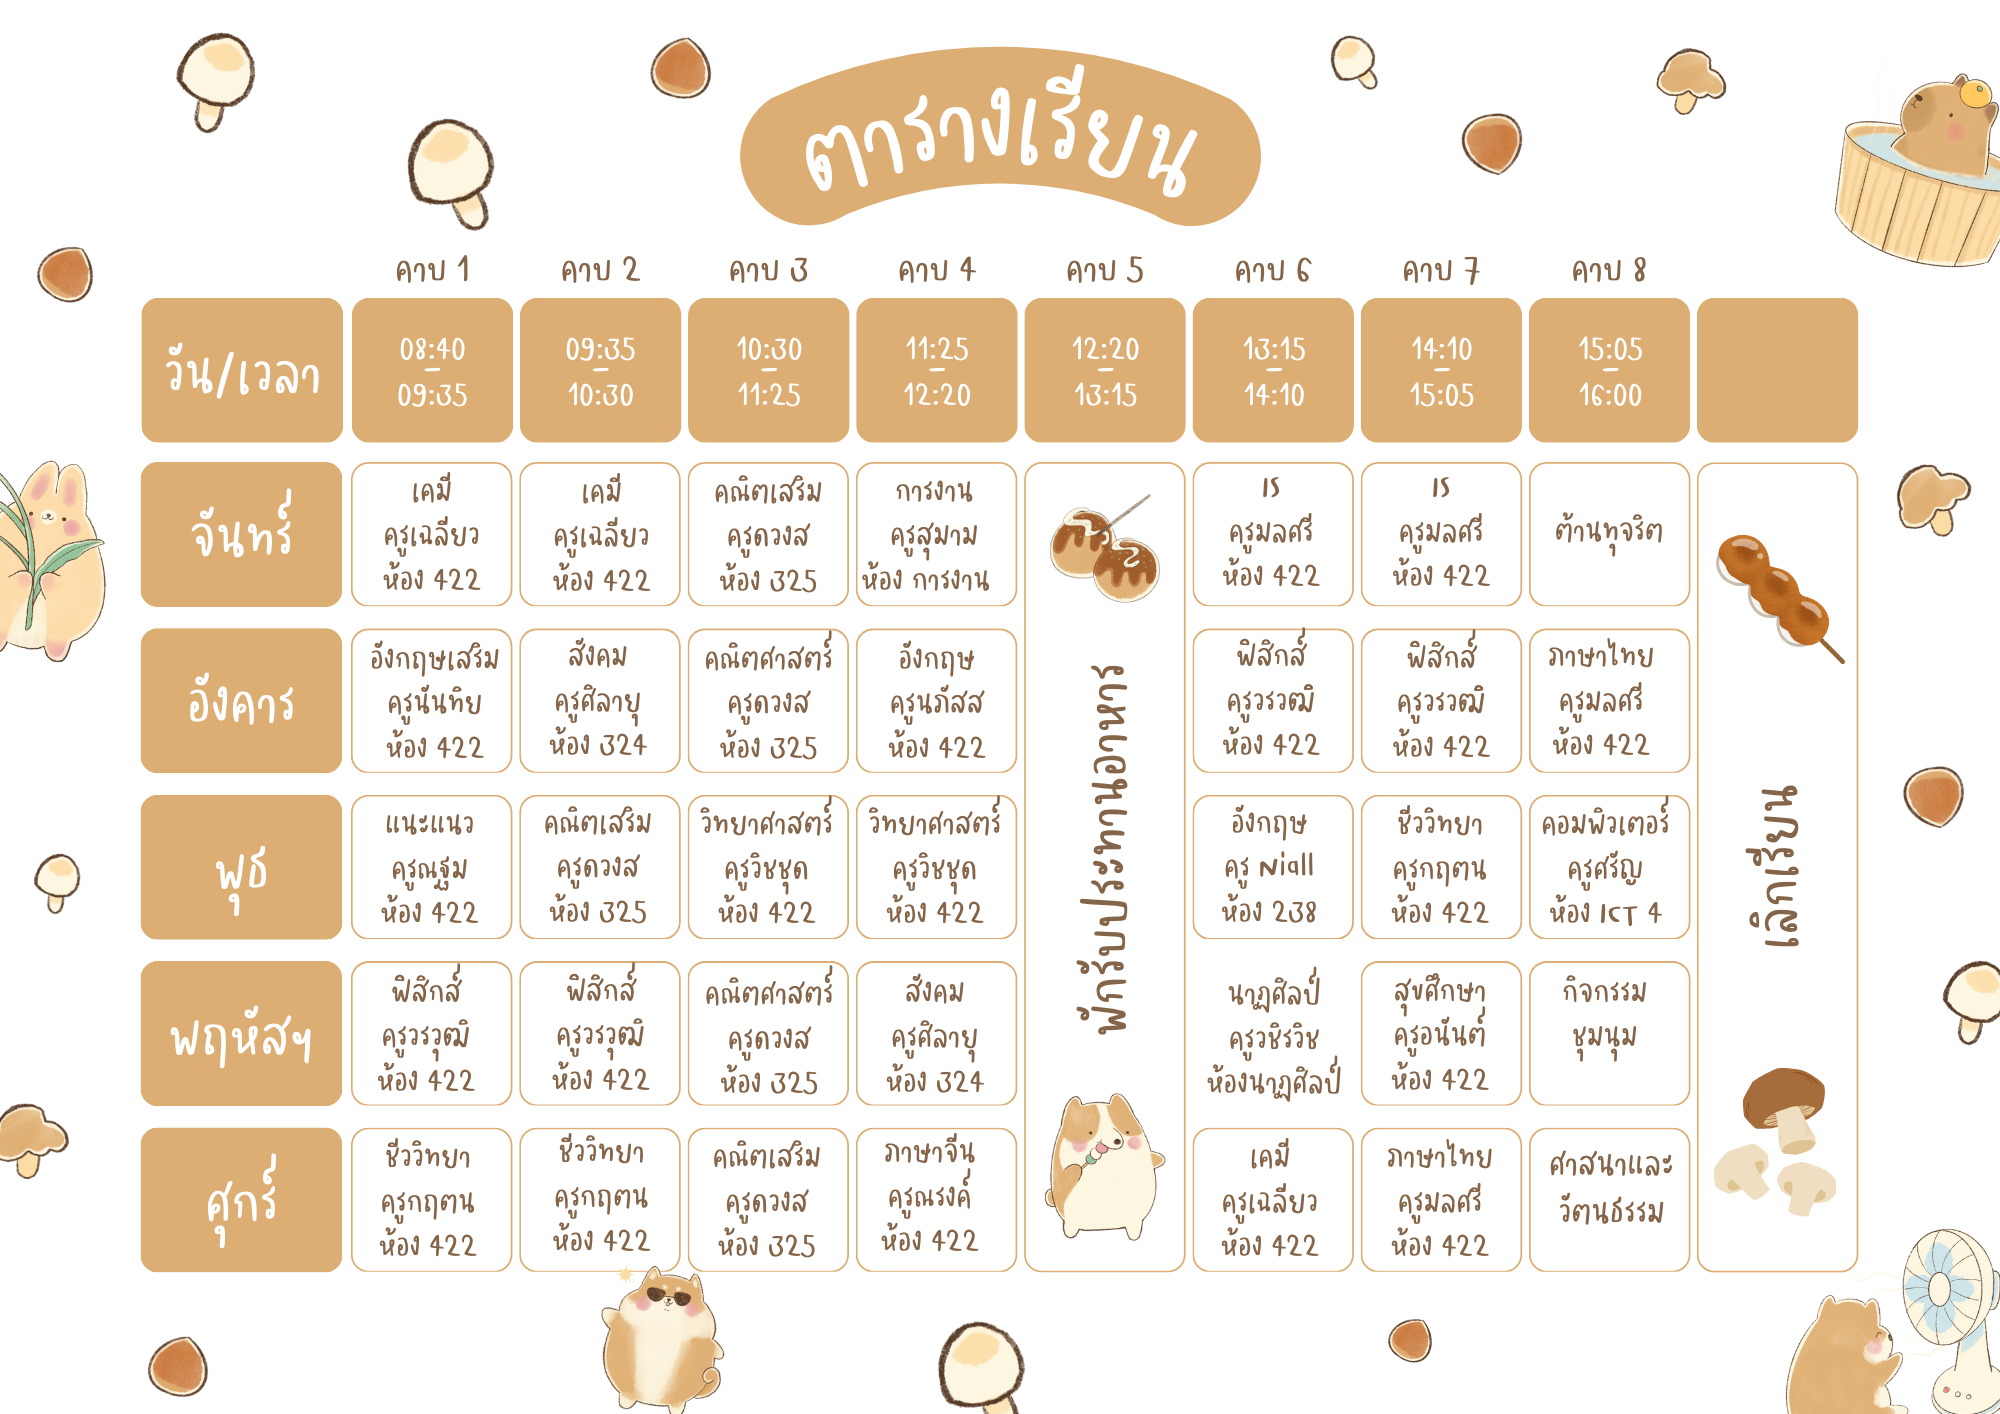 ตารางเรียน
คาบ 1 คาบ 2 คาบ 3 คาบ 4 คาบ 5 คาบ 6 คาบ 7 คาบ 8
วัน/เวลา
08:40 – 09:35
09:35 – 10:30
10:30 – 11:25
11:25 – 12:20
12:20 – 13:15
13:15 – 14:10
14:10 – 15:05
15:05 – 16:00
จันทร์
เคมี
ครูเฉลียว
ห้อง 422
เคมี
ครูเฉลียว
ห้อง 422
คณิตเสริม
ครูดวงส
ห้อง 325
การงาน
ครูสุมาม
ห้อง การงาน
IS
ครูมลศรี
ห้อง 422
IS
ครูมลศรี
ห้อง 422
ต้านทุจริต
อังคาร
อังกฤษเสริม
ครูนันทิย
ห้อง 422
สังคม
ครูศิลายุ
ห้อง 324
คณิตศาสตร์
ครูดวงส
ห้อง 325
อังกฤษ
ครูนภัสส
ห้อง 422
ฟิสิกส์
ครูวรวุฒิ
ห้อง 422
ฟิสิกส์
ครูวรวฒิ
ห้อง 422
ภาษาไทย
ครูมลศรี
ห้อง 422
พุธ
แนะแนว
ครูณฐม
ห้อง 422
คณิตเสริม
ครูดวงส
ห้อง 325
วิทยาศาสตร์
ครูวิชชุด
ห้อง 422
วิทยาศาสตร์
ครูวิชชุด
ห้อง 422
อังกฤษ
ครู Niall
ห้อง 238
ชีววิทยา
ครูกฤตน
ห้อง 422
คอมพิวเตอร์
ครูศรัญ
ห้อง ICT 4
พฤหัสฯ
ฟิสิกส์
ครูวรวุฒิ
ห้อง 422
ฟิสิกส์
ครูวรวุฒิ
ห้อง 422
คณิตศาสตร์
ครูดวงส
ห้อง 325
สังคม
ครูศิลายุ
ห้อง 324
นาฏศิลป์
ครูวชิรวิช
ห้องนาฏศิลป์
สุขศึกษา
ครูอนันต์
ห้อง 422
กิจกรรม
ชุมนุม
ศุกร์
ชีววิทยา
ครูกฤตน
ห้อง 422
ชีววิทยา
ครูกฤตน
ห้อง 422
คณิตเสริม
ครูดวงส
ห้อง 325
ภาษาจีน
ครูณรงค์
ห้อง 422
เคมี
ครูเฉลียว
ห้อง 422
ภาษาไทย
ครูมลศรี
ห้อง 422
ศาสนาและ
วัฒนธรรม
พักรับประทานอาหาร
เลิกเรียน